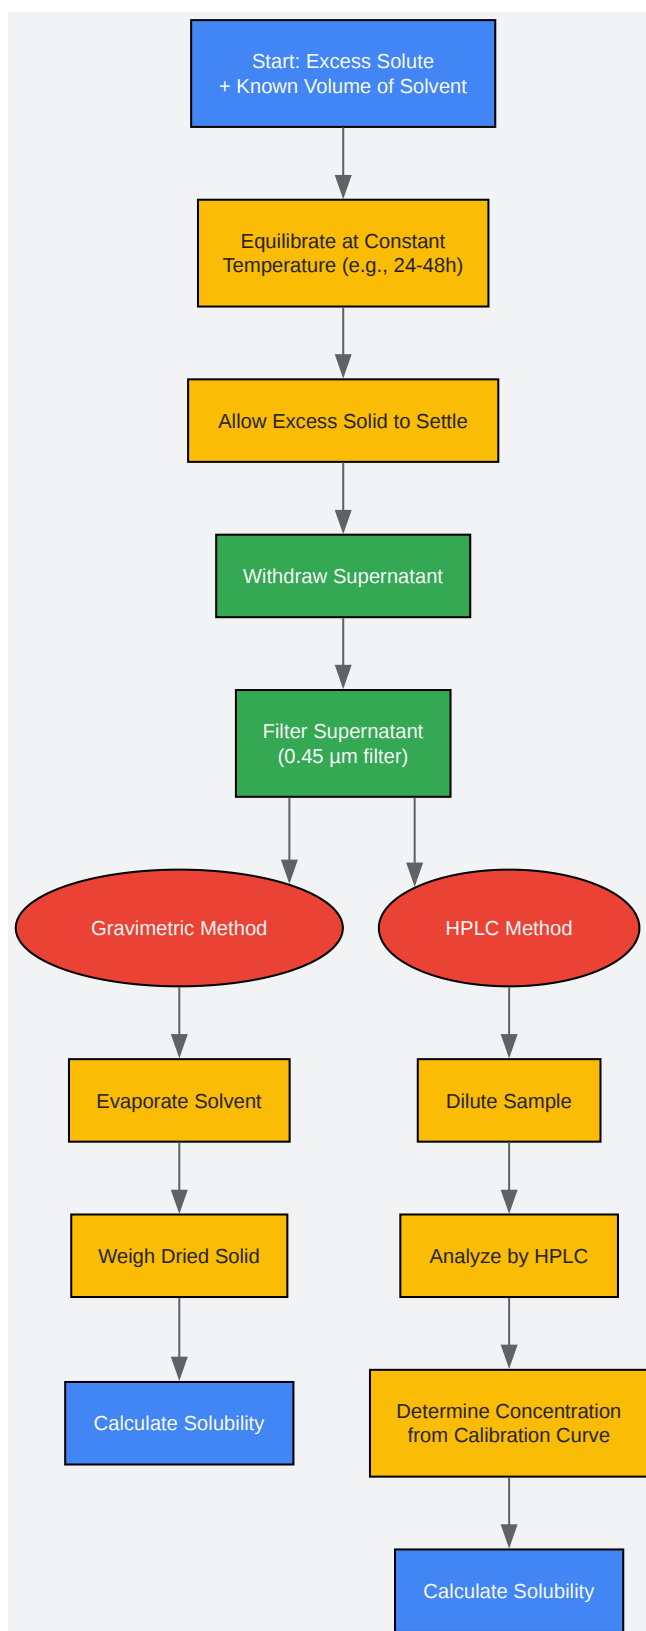 Start: Excess Solute
+ Known Volume of Solvent
Equilibrate at Constant
Temperature (e.g., 24-48h)
Allow Excess Solid to Settle
Withdraw Supernatant
Filter Supernatant
(0.45 µm filter)
Gravimetric Method
HPLC Method
Evaporate Solvent
Dilute Sample
Weigh Dried Solid
Analyze by HPLC
Calculate Solubility
Determine Concentration
from Calibration Curve
Calculate Solubility